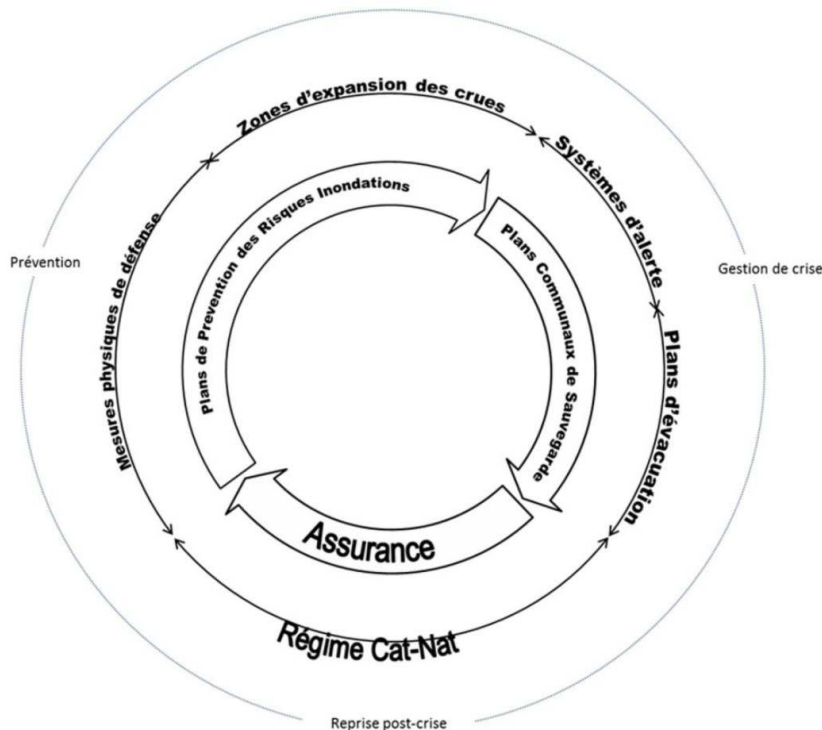 Zones d'expansion des crues
Systèmes d'alerte
Plans de Prevention des Risques Inondations
Plans Communaux de Sauvegarde
Mesures physiques de défense
Prévention
Gestion de crise
Plans d'évacuation
Assurance
Régime Cat-Nat
Reprise post-crise